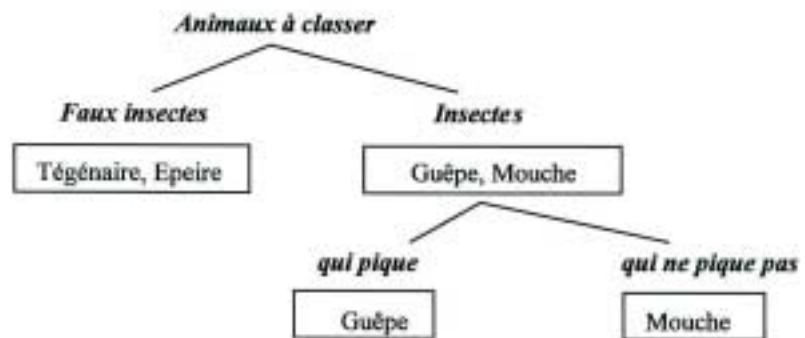 Animaux à classer
Faux insectes Insectes
Tégénaire, Epeire Guêpe, Mouche
qui pique qui ne pique pas
Guêpe Mouche